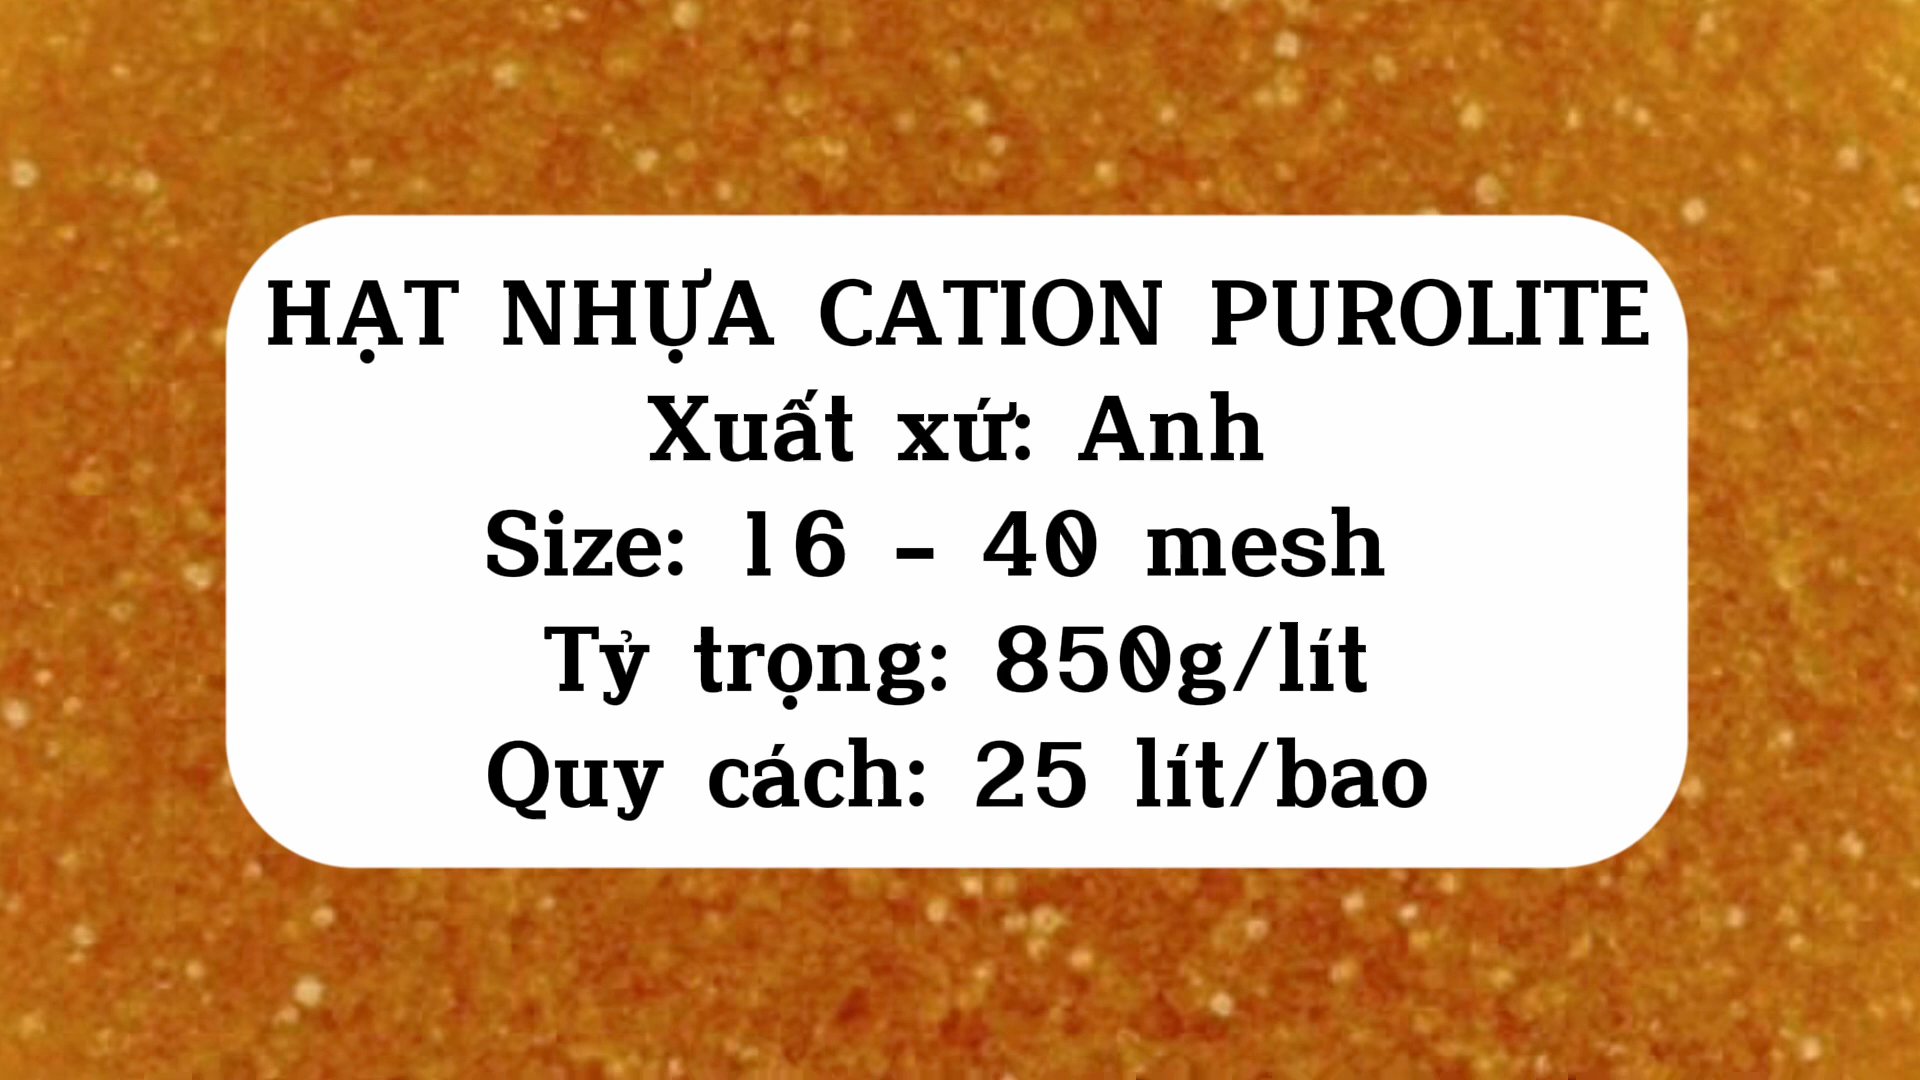 HẠT NHỰA CATION PUROLITE
Xuất xứ: Anh
Size: 16 – 40 mesh
Tỷ trọng: 850g/lít
Quy cách: 25 lít/bao